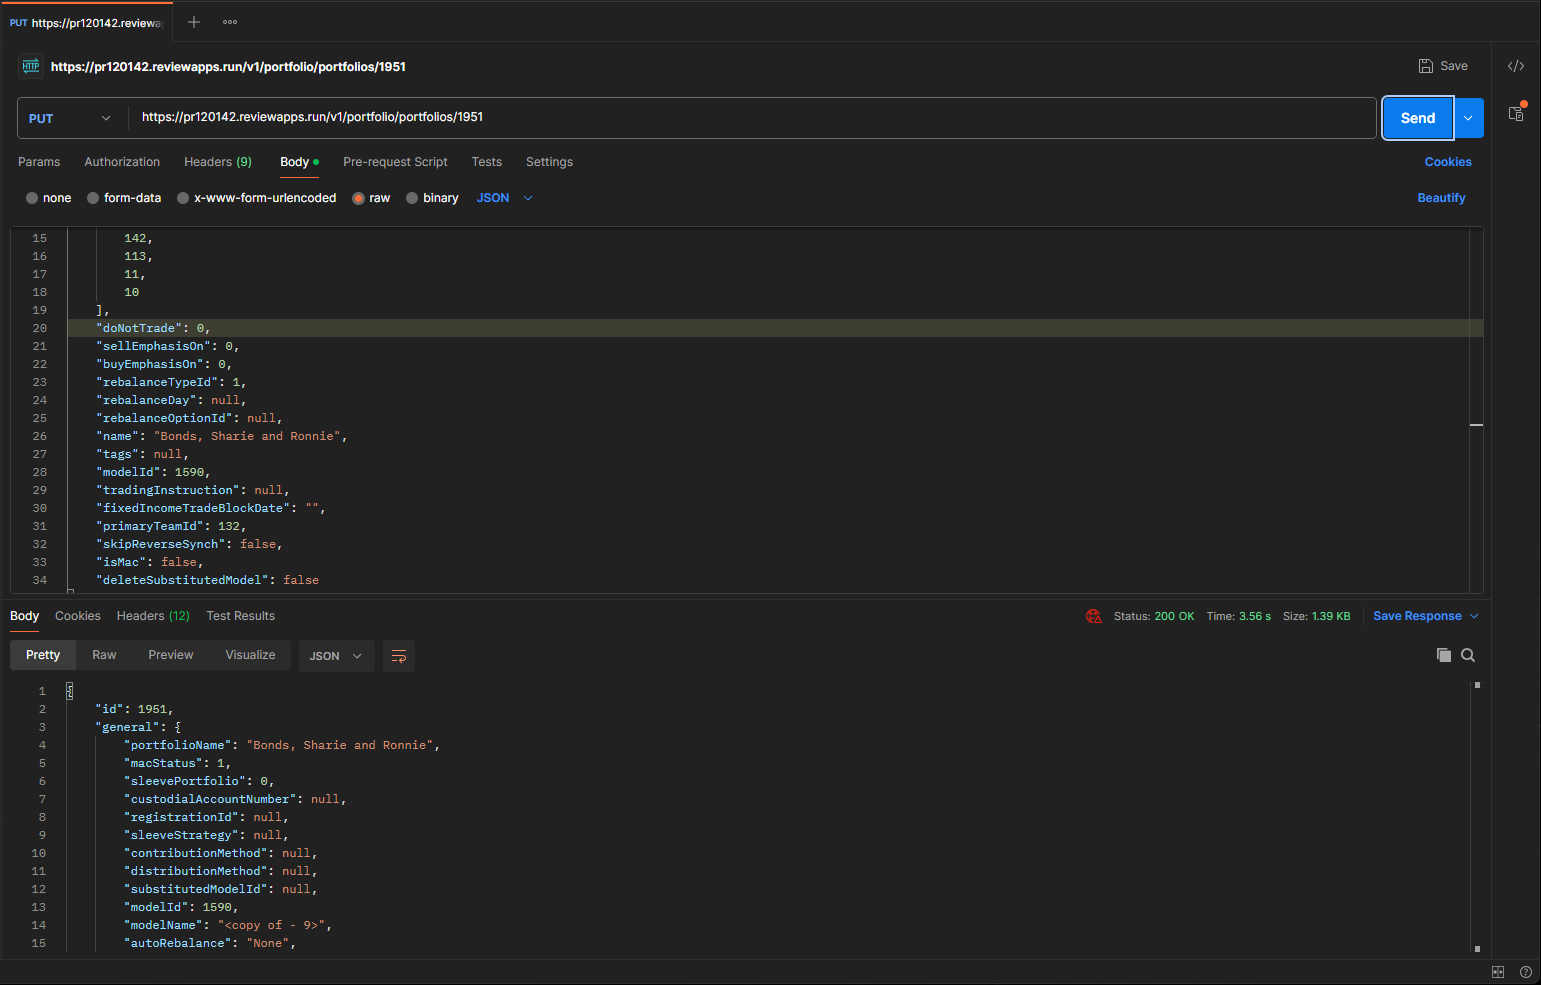 PUT https://pr120142.reviewa
https://pr120142.reviewapps.run/v1/portfolio/portfolios/1951
Save
PUT https://pr120142.reviewapps.run/v1/portfolio/portfolios/1951 Send
Params Authorization Headers (9) Body Pre-request Script Tests Settings Cookies
none form-data x-www-form-urlencoded raw binary JSON Beautify
15 142,
16 113,
17 11,
18 10
19 ],
20 "doNotTrade": 0,
21 "sellEmphasisOn": 0,
22 "buyEmphasisOn": 0,
23 "rebalanceTypeId": 1,
24 "rebalanceDay": null,
25 "rebalanceOptionId": null,
26 "name": "Bonds, Sharie and Ronnie",
27 "tags": null,
28 "modelId": 1590,
29 "tradingInstruction": null,
30 "fixedIncomeTradeBlockDate": "",
31 "primaryTeamId": 132,
32 "skipReverseSynch": false,
33 "isMac": false,
34 "deleteSubstitutedModel": false
Body Cookies Headers (12) Test Results Status: 200 OK Time: 3.56 s Size: 1.39 KB Save Response
Pretty Raw Preview Visualize JSON
1 {
2 "id": 1951,
3 "general": {
4 "portfolioName": "Bonds, Sharie and Ronnie",
5 "macStatus": 1,
6 "sleevePortfolio": 0,
7 "custodialAccountNumber": null,
8 "registrationId": null,
9 "sleeveStrategy": null,
10 "contributionMethod": null,
11 "distributionMethod": null,
12 "substitutedModelId": null,
13 "modelId": 1590,
14 "modelName": "<copy of - 9>",
15 "autoRebalance": "None",